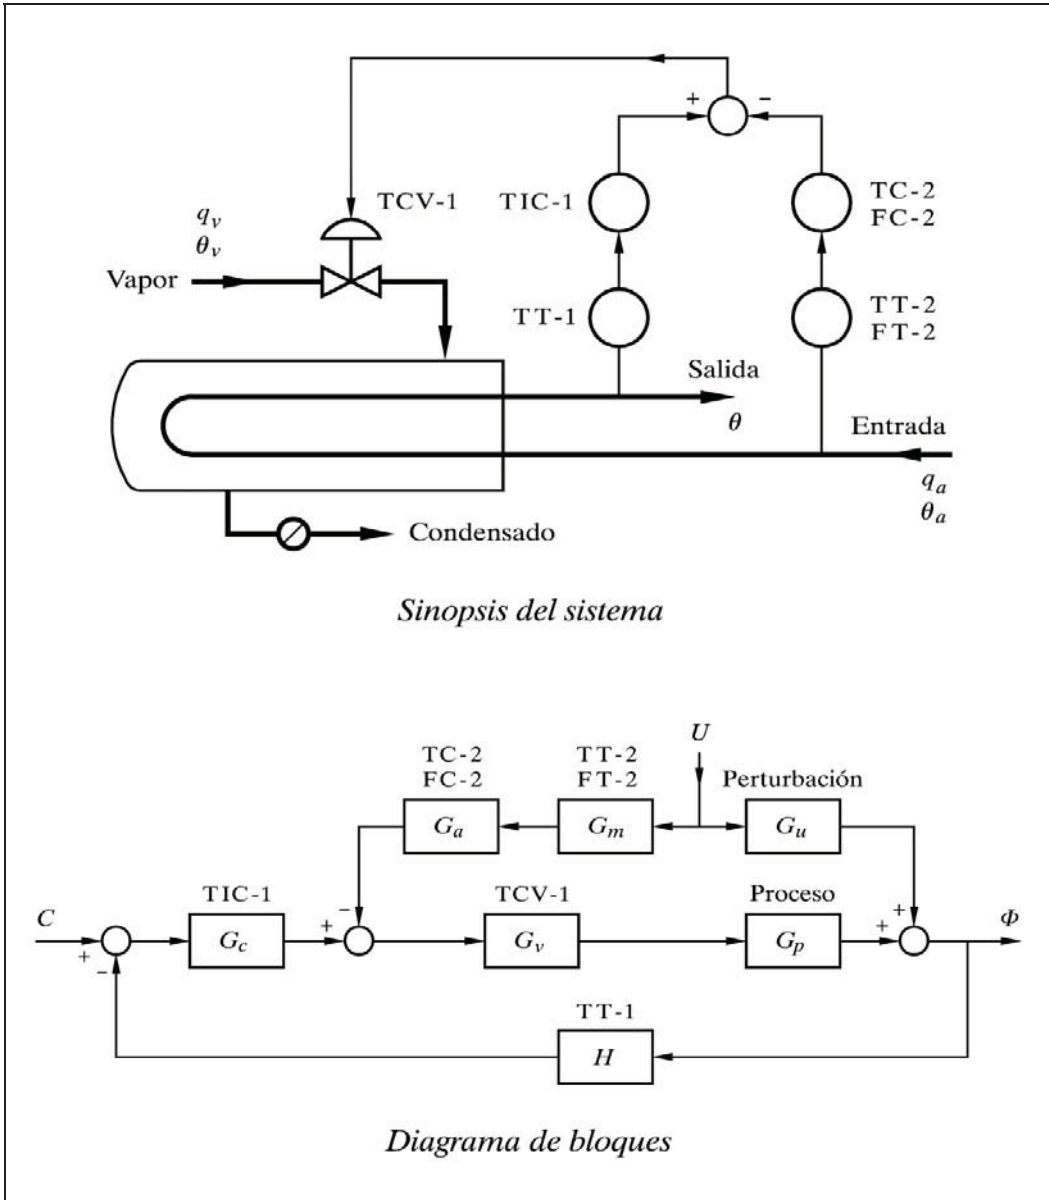 + −
TCV-1
TIC-1
TC-2
FC-2
q_v
θ_v
Vapor
TT-1
TT-2
FT-2
Salida
θ
Entrada
q_a
θ_a
Condensado
Sinopsis del sistema
U
TC-2
FC-2
TT-2
FT-2
Perturbación
G_a
G_m
G_u
TIC-1
TCV-1
Proceso
C
+
−
G_c
+
−
G_v
G_p
+
+
Φ
TT-1
H
Diagrama de bloques